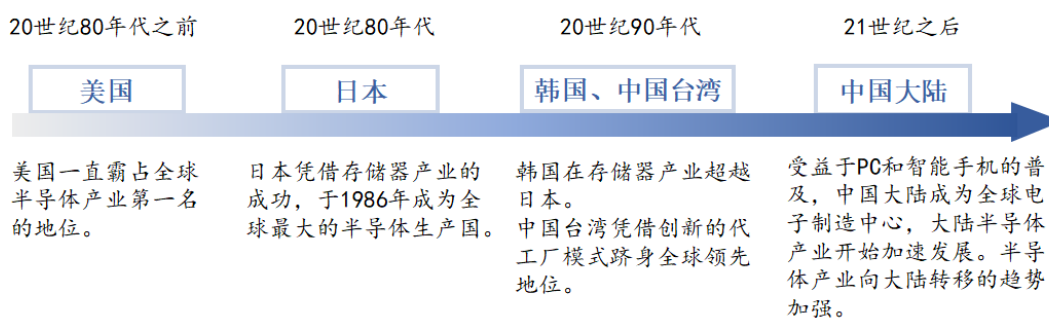 20世纪80年代之前
20世纪80年代
20世纪90年代
21世纪之后
美国
日本
韩国、中国台湾
中国大陆
美国一直霸占全球
半导体产业第一名
的地位。
日本凭借存储器产业的
成功，于1986年成为全
球最大的半导体生产国。
韩国在存储器产业超越
日本。
中国台湾凭借创新的代
工厂模式跻身全球领先
地位。
受益于PC和智能手机的普
及，中国大陆成为全球电
子制造中心，大陆半导体
产业开始加速发展。半导
体产业向大陆转移的趋势
加强。